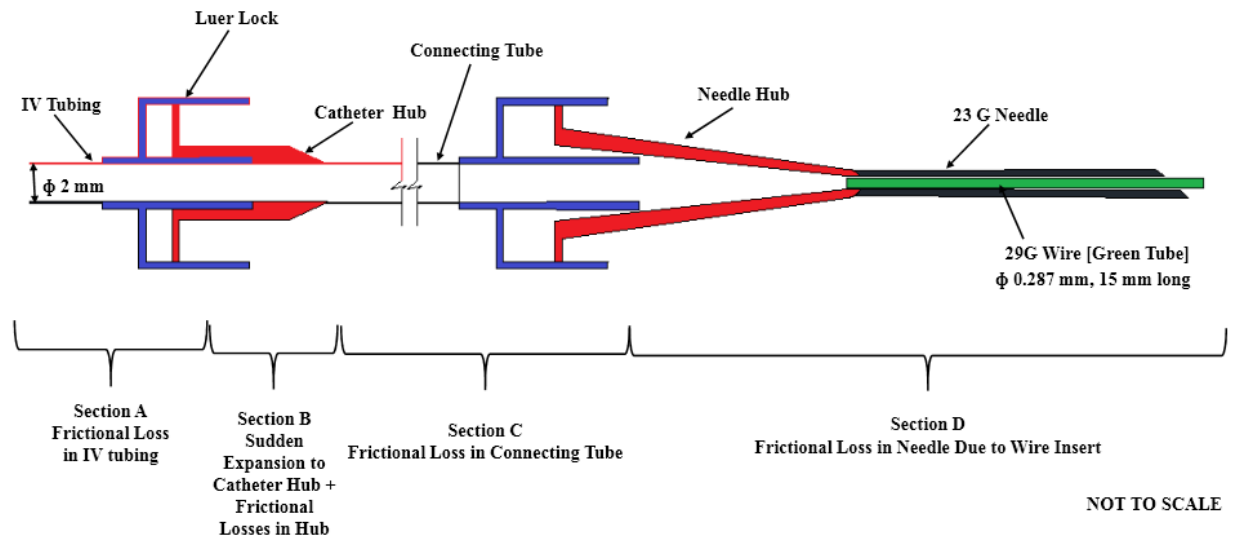 Luer Lock
Connecting Tube
IV Tubing
Catheter Hub
Needle Hub
23 G Needle
ϕ 2 mm
29G Wire [Green Tube]
ϕ 0.287 mm, 15 mm long
Section A
Frictional Loss
in IV tubing
Section B
Sudden
Expansion to
Catheter Hub +
Frictional
Losses in Hub
Section C
Frictional Loss in Connecting Tube
Section D
Frictional Loss in Needle Due to Wire Insert
NOT TO SCALE